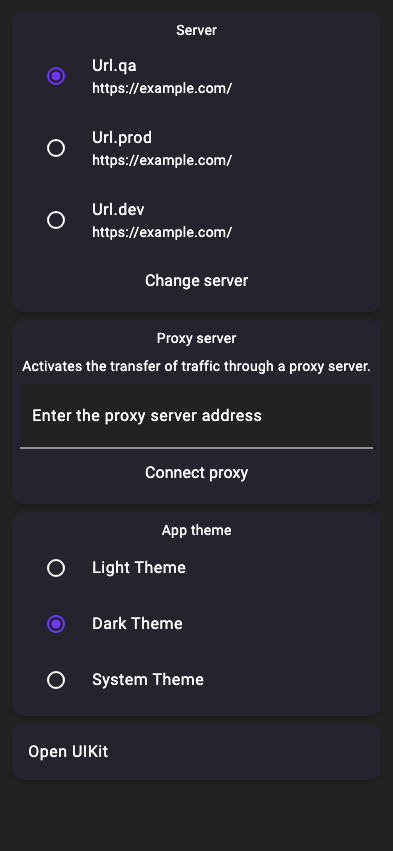 Server
Url.qa
https://example.com/
Url.prod
https://example.com/
Url.dev
https://example.com/
Change server
Proxy server
Activates the transfer of traffic through a proxy server.
Enter the proxy server address
Connect proxy
App theme
Light Theme
Dark Theme
System Theme
Open UIKit